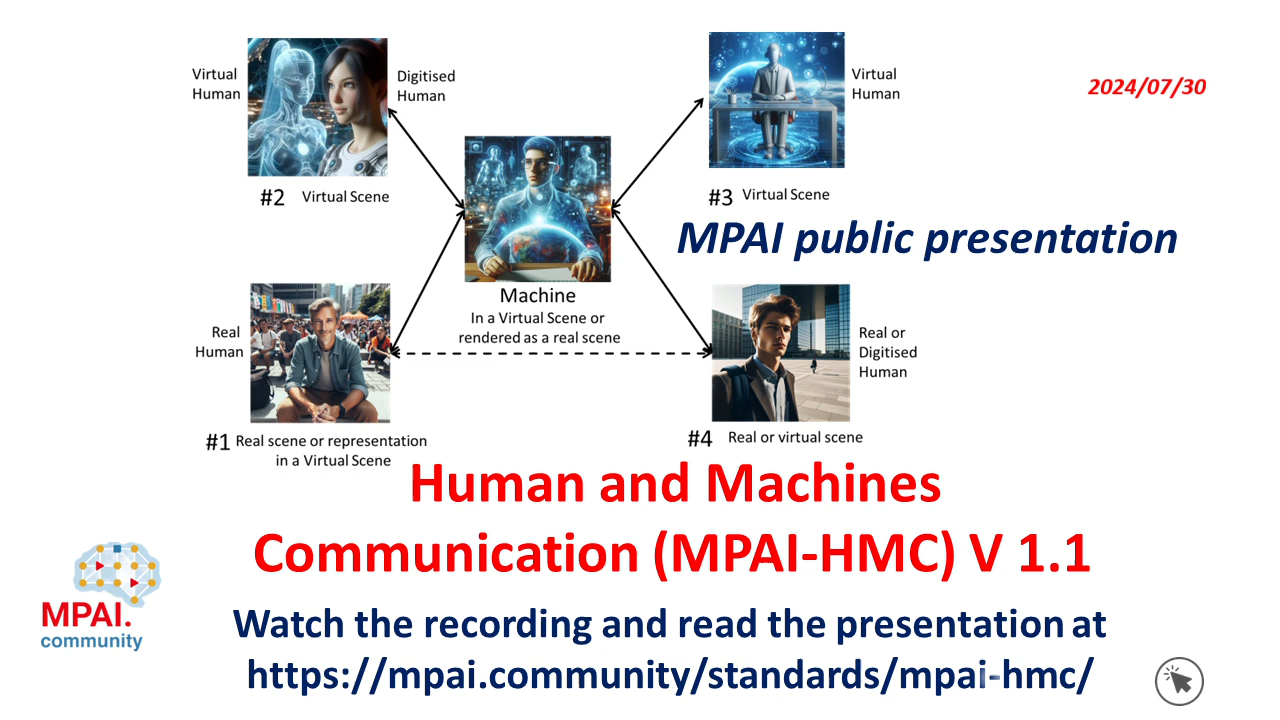 Virtual
Human
Digitised
Human
#2 Virtual Scene
Virtual
Human
#3 Virtual Scene
2024/07/30
MPAI public presentation
Machine
In a Virtual Scene or
rendered as a real scene
Real
Human
#1 Real scene or representation
in a Virtual Scene
Real or
Digitised
Human
#4 Real or virtual scene
Human and Machines
Communication (MPAI-HMC) V 1.1
MPAI.
community
Watch the recording and read the presentation at
https://mpai.community/standards/mpai-hmc/